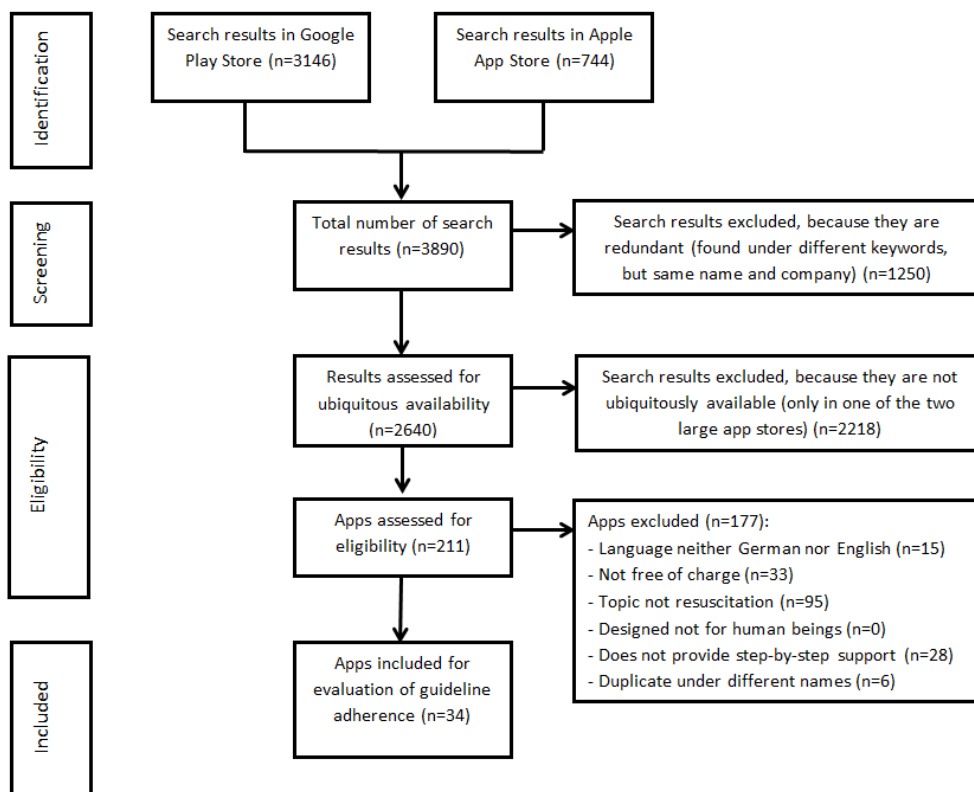 Identification
Search results in Google
Play Store (n=3146)
Search results in Apple
App Store (n=744)
Screening
Total number of search
results (n=3890)
Search results excluded, because they are
redundant (found under different keywords,
but same name and company) (n=1250)
Eligibility
Results assessed for
ubiquitous availability
(n=2640)
Search results excluded, because they are not
ubiquitously available (only in one of the two
large app stores) (n=2218)
Apps assessed for
eligibility (n=211)
Apps excluded (n=177):
- Language neither German nor English (n=15)
- Not free of charge (n=33)
- Topic not resuscitation (n=95)
- Designed not for human beings (n=0)
- Does not provide step-by-step support (n=28)
- Duplicate under different names (n=6)
Included
Apps included for
evaluation of guideline
adherence (n=34)